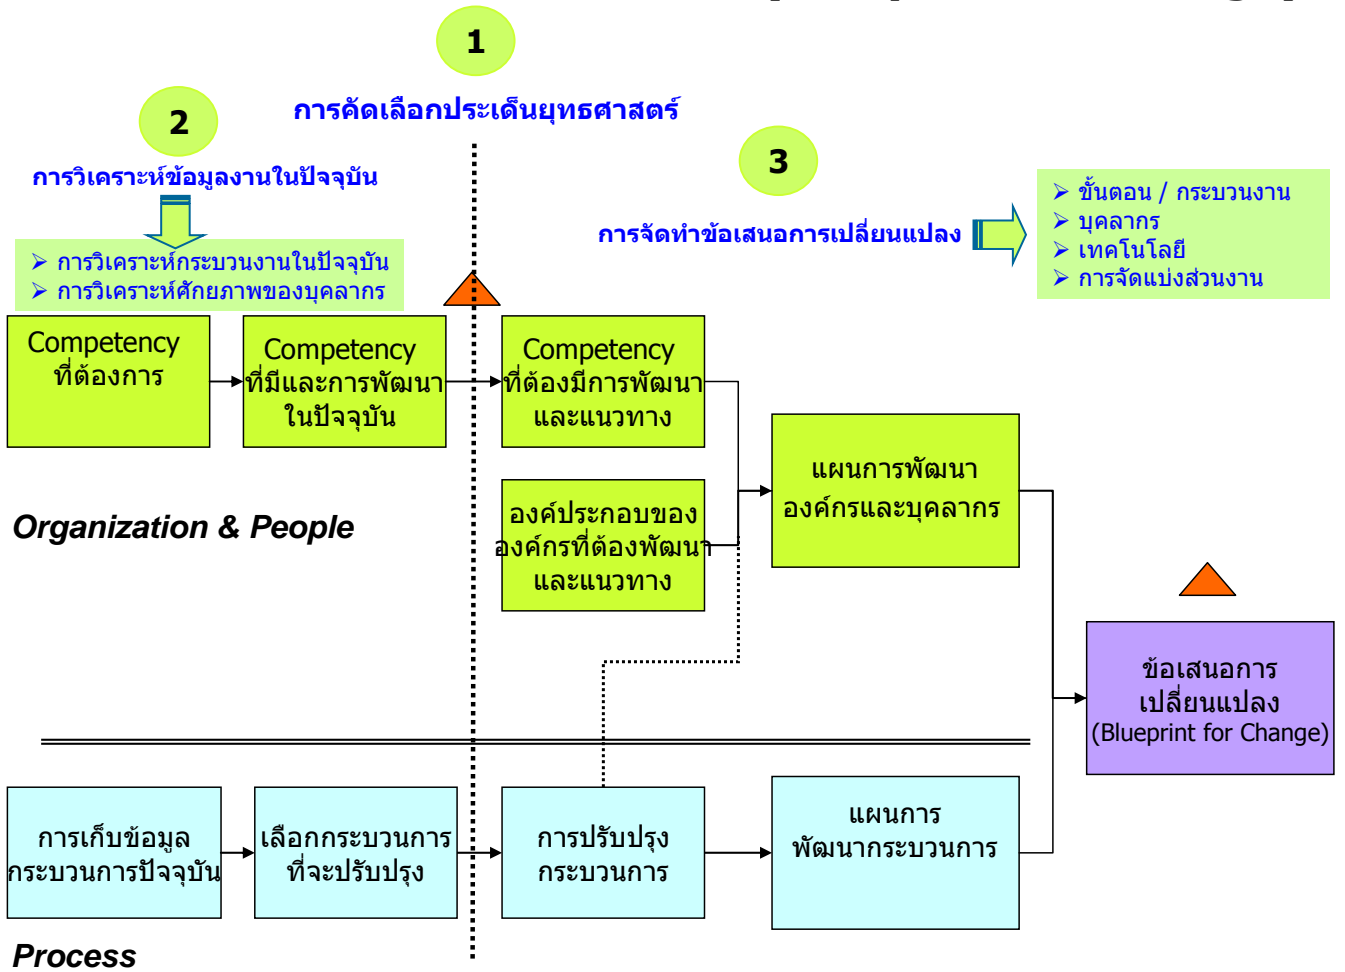 1
การคัดเลือกประเด็นยุทธศาสตร์
2
การวิเคราะห์ข้อมูลงานในปัจจุบัน
➢ การวิเคราะห์กระบวนงานในปัจจุบัน
➢ การวิเคราะห์ศักยภาพของบุคลากร
3
การจัดทำข้อเสนอการเปลี่ยนแปลง
➢ ขั้นตอน / กระบวนงาน
➢ บุคลากร
➢ เทคโนโลยี
➢ การจัดแบ่งส่วนงาน
Competency
ที่ต้องการ
Competency
ที่มีและการพัฒนา
ในปัจจุบัน
Competency
ที่ต้องมีการพัฒนา
และแนวทาง
องค์ประกอบของ
องค์กรที่ต้องพัฒนา
และแนวทาง
แผนการพัฒนา
องค์กรและบุคลากร
Organization & People
ข้อเสนอการ
เปลี่ยนแปลง
(Blueprint for Change)
การเก็บข้อมูล
กระบวนการปัจจุบัน
เลือกกระบวนการ
ที่จะปรับปรุง
การปรับปรุง
กระบวนการ
แผนการ
พัฒนากระบวนการ
Process